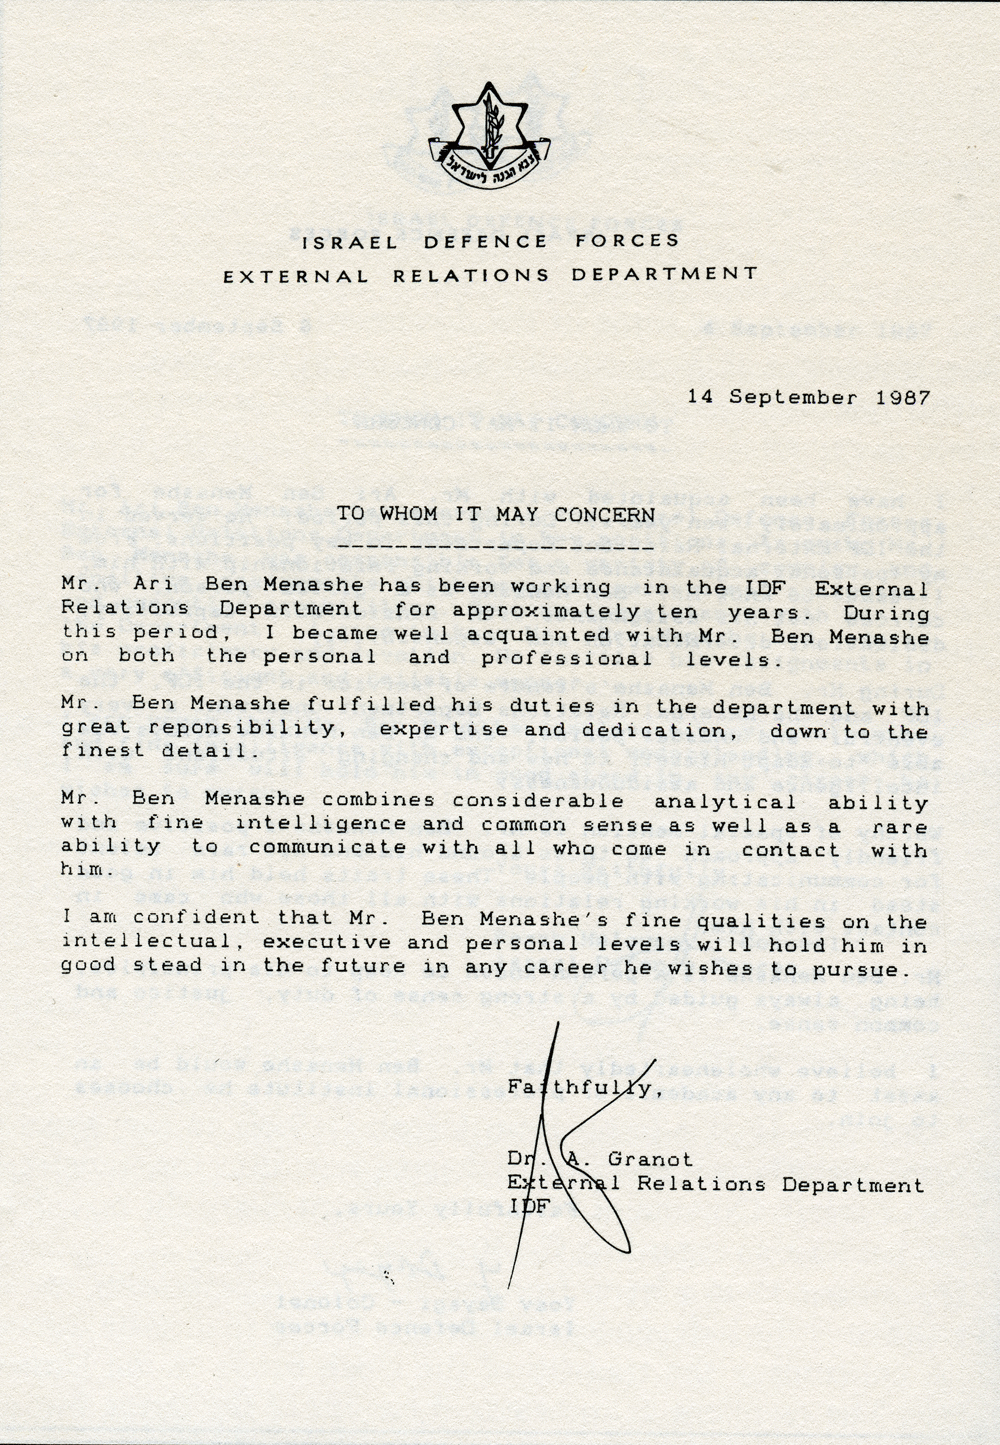 צבא הגנה לישראל
ISRAEL DEFENCE FORCES
EXTERNAL RELATIONS DEPARTMENT
14 September 1987
TO WHOM IT MAY CONCERN
----------------------
Mr. Ari Ben Menashe has been working in the IDF External
Relations Department for approximately ten years. During
this period, I became well acquainted with Mr. Ben Menashe
on both the personal and professional levels.
Mr. Ben Menashe fulfilled his duties in the department with
great reponsibility, expertise and dedication, down to the
finest detail.
Mr. Ben Menashe combines considerable analytical ability
with fine intelligence and common sense as well as a rare
ability to communicate with all who come in contact with
him.
I am confident that Mr. Ben Menashe's fine qualities on the
intellectual, executive and personal levels will hold him in
good stead in the future in any career he wishes to pursue.
Faithfully,
Dr. A. Granot
External Relations Department
IDF